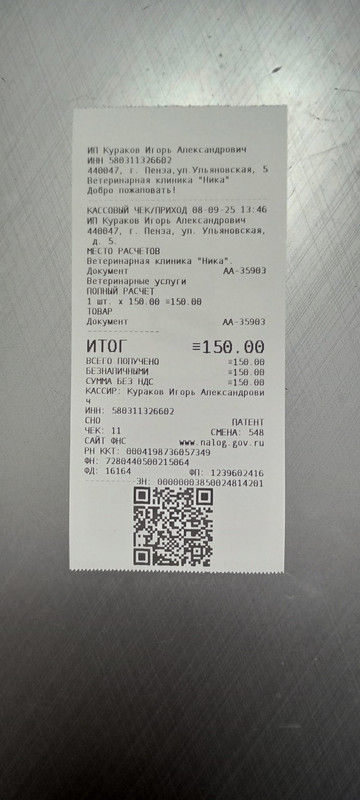 ИП Кураков Игорь Александрович
ИНН 580311326602
440047, г. Пенза,ул.Ульяновская, 5
Ветеринарная клиника "Ника"
Добро пожаловать!
КАССОВЫЙ ЧЕК/ПРИХОД 08-09-25 13:46
ИП Кураков Игорь Александрович
440047, г. Пенза, ул. Ульяновская,
д. 5.
МЕСТО РАСЧЕТОВ
Ветеринарная клиника "Ника".
Документ АА-35903
Ветеринарные услуги
ПОЛНЫЙ РАСЧЕТ
1 шт. x 150.00 =150.00
ТОВАР
Документ АА-35903
ИТОГ =150.00
ВСЕГО ПОЛУЧЕНО =150.00
БЕЗНАЛИЧНЫМИ =150.00
СУММА БЕЗ НДС =150.00
КАССИР: Кураков Игорь Александрови
ч
ИНН: 580311326602
СНО ПАТЕНТ
ЧЕК: 11 СМЕНА: 548
САЙТ ФНС www.nalog.gov.ru
РН ККТ: 0004198736057349
ФН: 7280440500215064
ФД: 16164 ФП: 1239602416
ЗН: 00000003850024814201